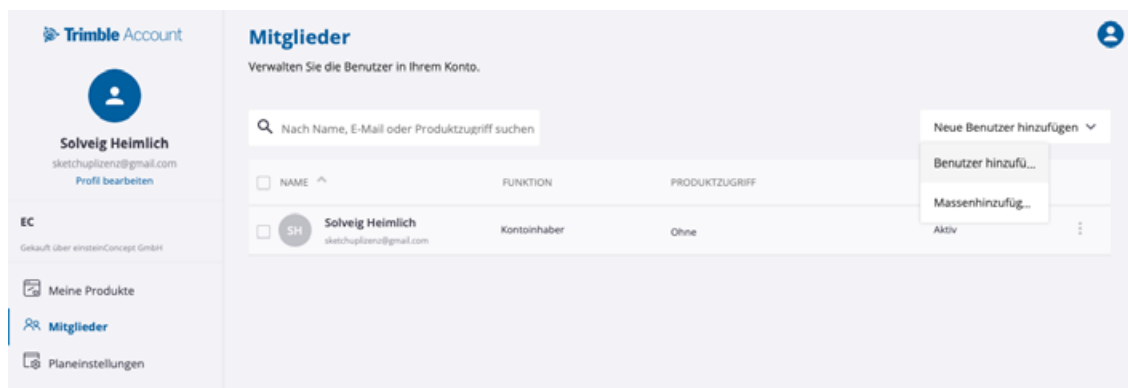 Trimble Account
Solveig Heimlich
sketchuplizenz@gmail.com
Profil bearbeiten
EC
Gekauft über einsteinConcept GmbH
Meine Produkte
Mitglieder
Planeinstellungen
Mitglieder
Verwalten Sie die Benutzer in Ihrem Konto.
Nach Name, E-Mail oder Produktzugriff suchen
Neue Benutzer hinzufügen
Benutzer hinzufü...
Massenhinzufüg...
NAME FUNKTION PRODUKTZUGRIFF
SH Solveig Heimlich Kontoinhaber Ohne Aktiv
sketchuplizenz@gmail.com